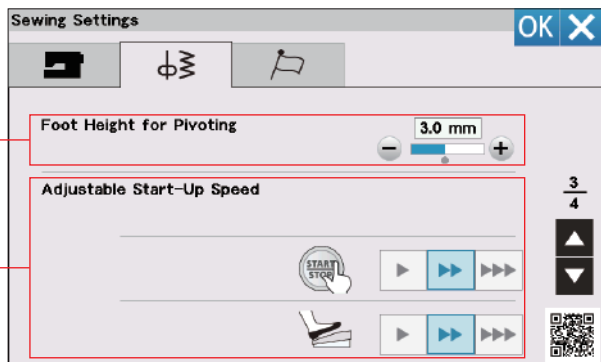 Sewing Settings
OK
Foot Height for Pivoting
3.0 mm
Adjustable Start-Up Speed
3
4
START
STOP